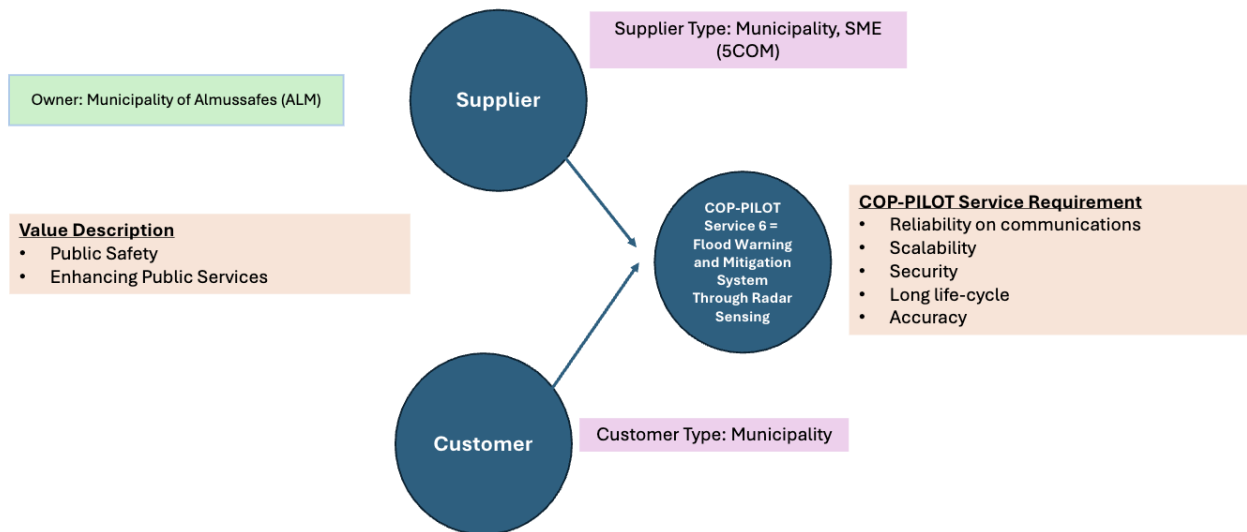 Supplier Type: Municipality, SME
(5COM)
Owner: Municipality of Almussafes (ALM)
Supplier
Value Description
• Public Safety
• Enhancing Public Services
COP-PILOT
Service 6 =
Flood Warning
and Mitigation
System
Through Radar
Sensing
COP-PILOT Service Requirement
• Reliability on communications
• Scalability
• Security
• Long life-cycle
• Accuracy
Customer
Customer Type: Municipality